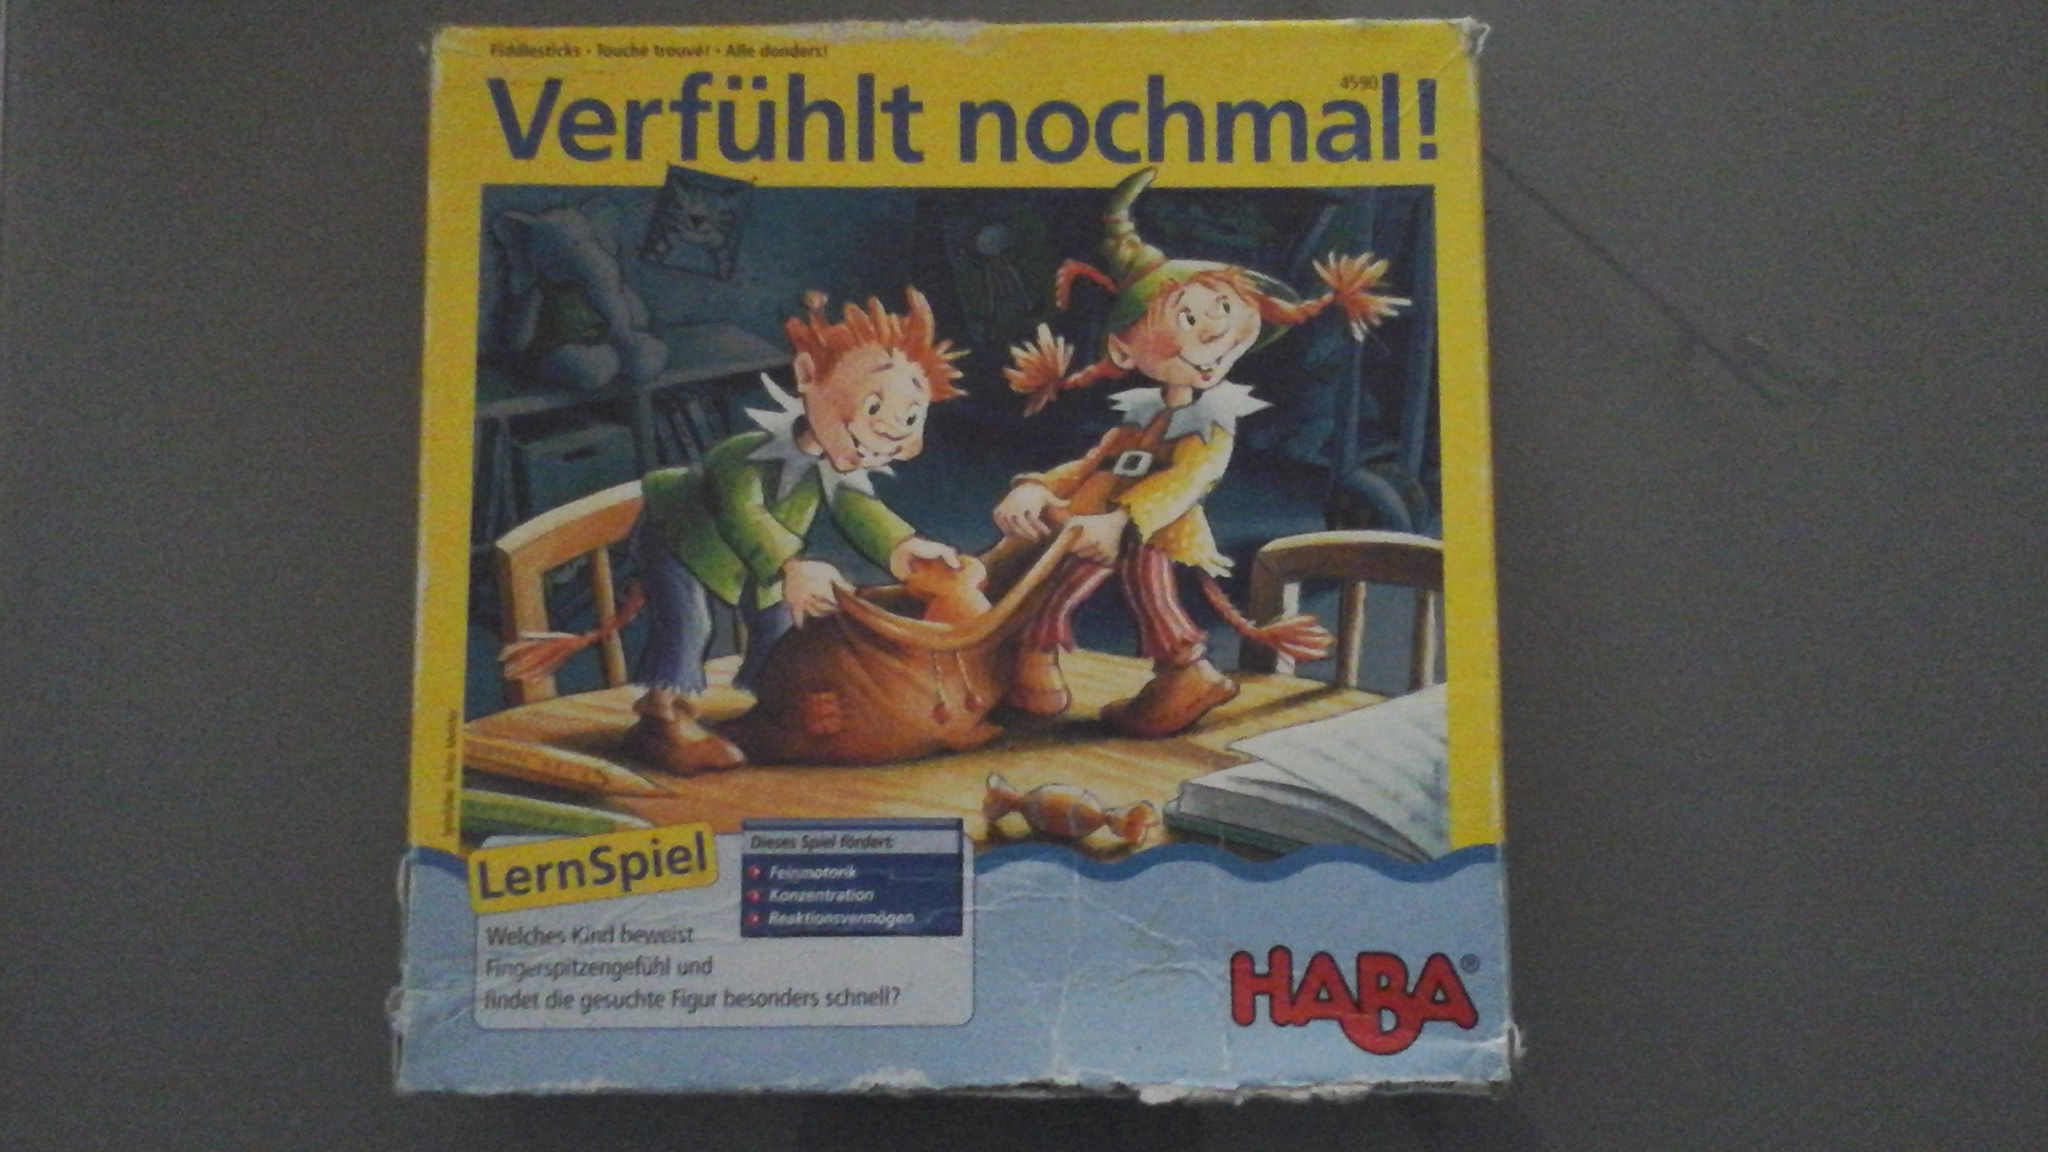 Fiddlesticks • Touché trouvé! • Alle donders!
4590
Verfühlt nochmal!
LernSpiel
Dieses Spiel fördert:
Feinmotorik
Konzentration
Reaktionsvermögen
Welches Kind beweist
Fingerspitzengefühl und
findet die gesuchte Figur besonders schnell?
HABA®